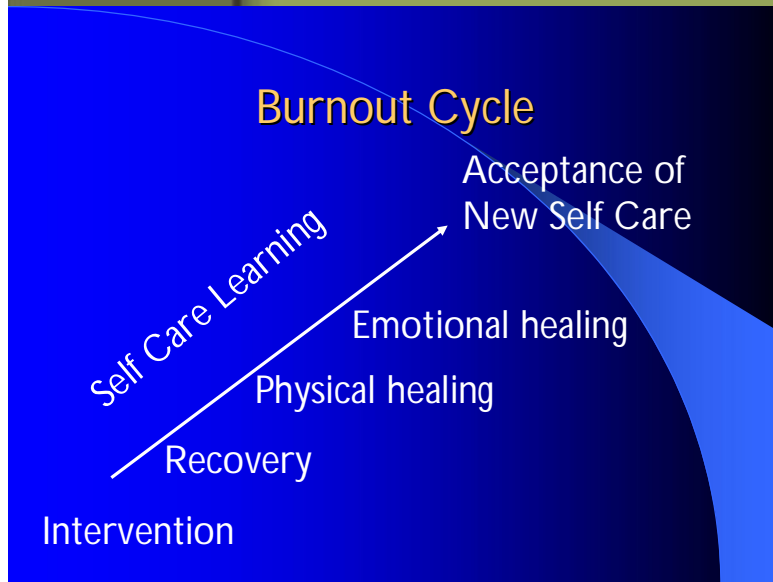 Burnout Cycle
Acceptance of
New Self Care
Self Care Learning
Emotional healing
Physical healing
Recovery
Intervention